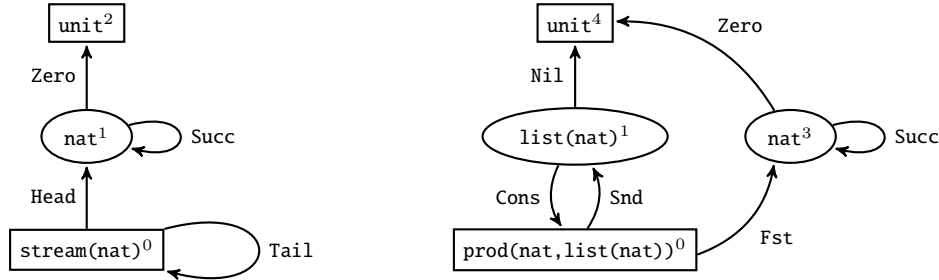 unit²
unit⁴
Zero
Zero
Nil
nat¹
Succ
list(nat)¹
nat³
Succ
Head
Cons
Snd
stream(nat)⁰
Tail
prod(nat,list(nat))⁰
Fst